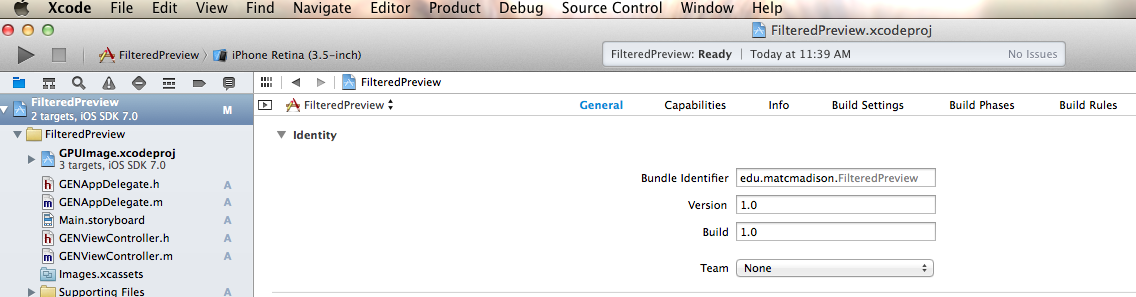 Xcode File Edit View Find Navigate Editor Product Debug Source Control Window Help
FilteredPreview.xcodeproj
FilteredPreview iPhone Retina (3.5-inch)
FilteredPreview: Ready Today at 11:39 AM No Issues
FilteredPreview
FilteredPreview M
2 targets, iOS SDK 7.0
FilteredPreview General Capabilities Info Build Settings Build Phases Build Rules
FilteredPreview
Identity
GPUImage.xcodeproj
3 targets, iOS SDK 7.0
GENAppDelegate.h A
GENAppDelegate.m A
Main.storyboard A
GENViewController.h A
GENViewController.m A
Images.xcassets A
Supporting Files A
Bundle Identifier edu.matcmadison.FilteredPreview
Version 1.0
Build 1.0
Team None